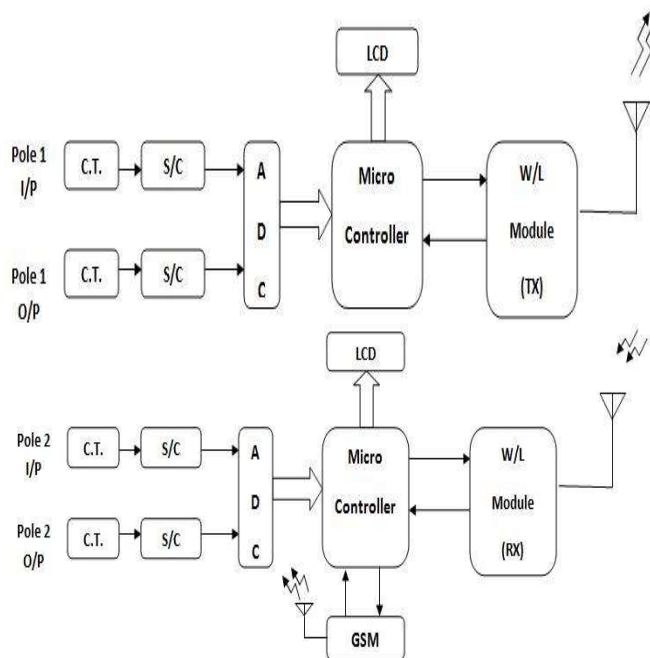 LCD
Pole 1
I/P
C.T.
S/C
A
D
C
Micro
Controller
W/L
Module
(TX)
Pole 1
O/P
C.T.
S/C
LCD
Pole 2
I/P
C.T.
S/C
A
D
C
Micro
Controller
W/L
Module
(RX)
Pole 2
O/P
C.T.
S/C
GSM